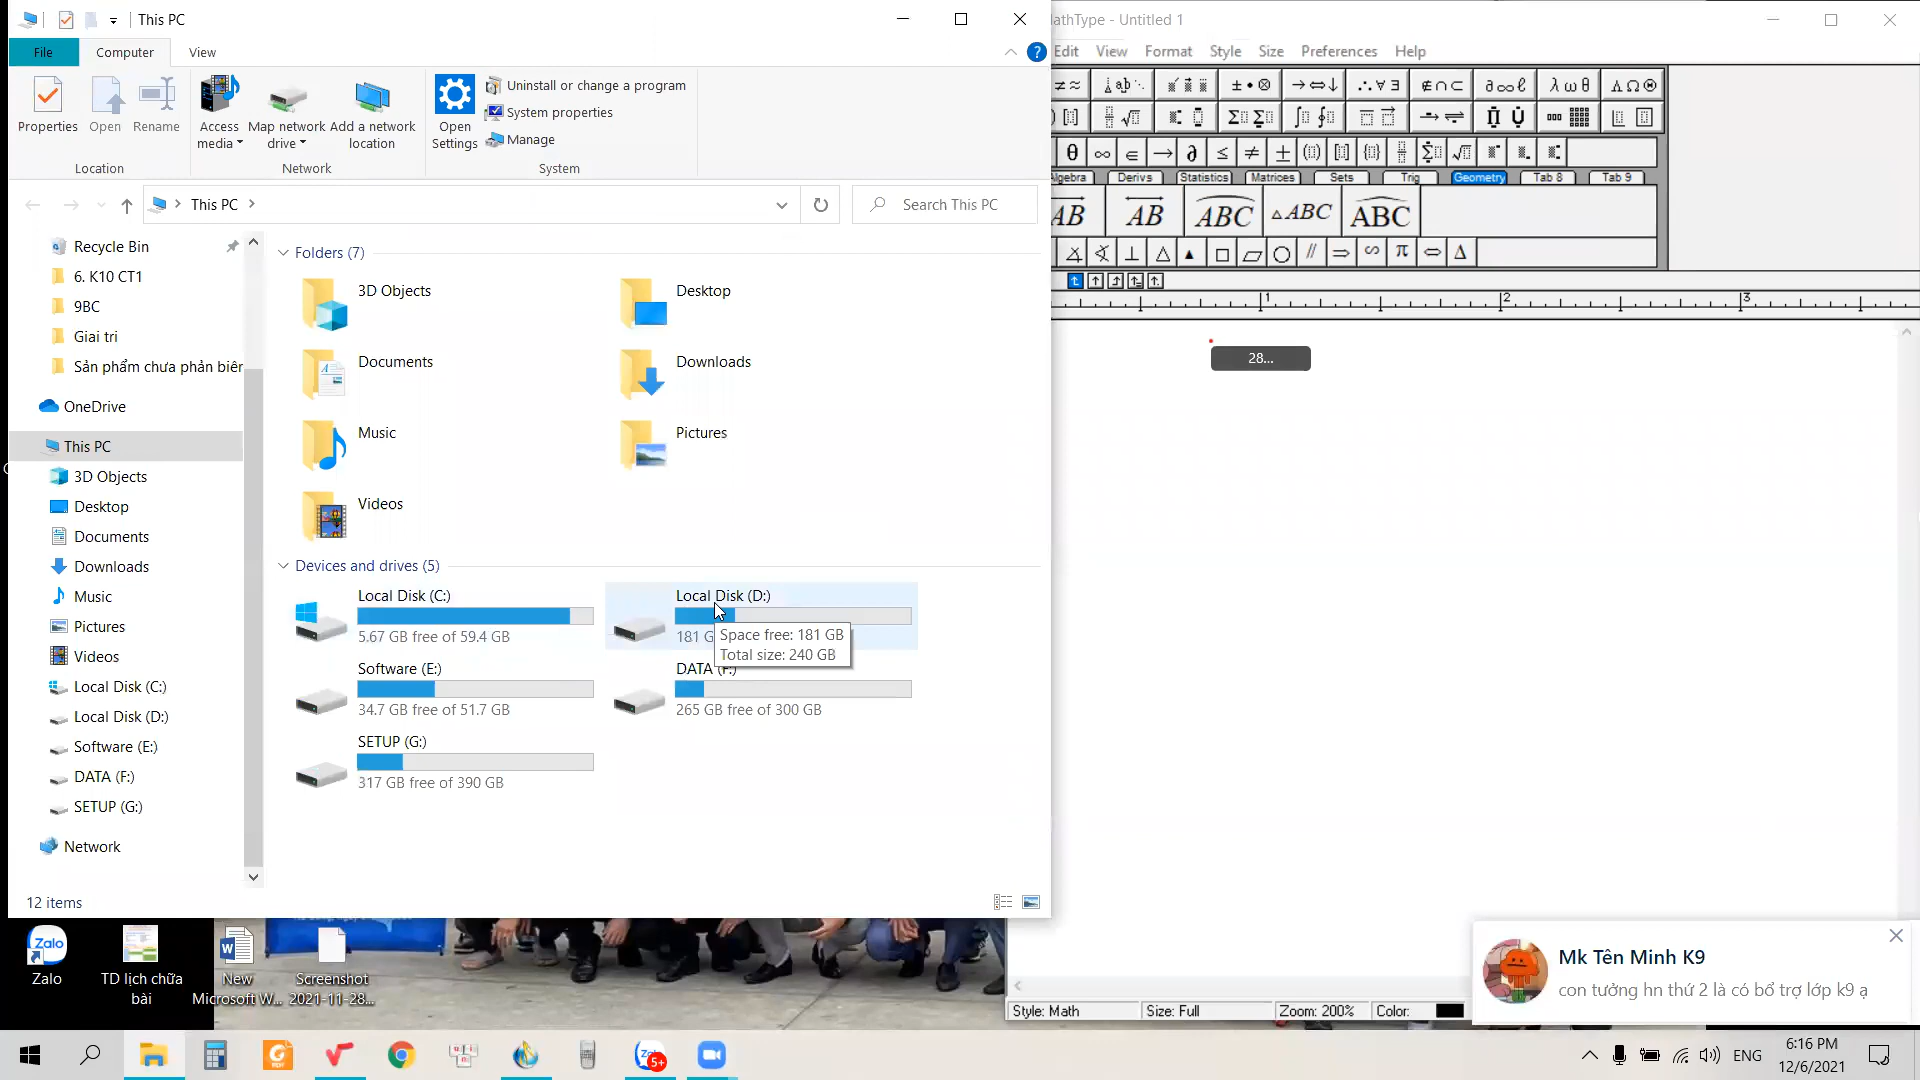 This PC
File
Computer
View
Properties
Open
Rename
Location
Access
media
Map network
drive
Add a network
location
Network
Open
Settings
Uninstall or change a program
System properties
Manage
System
This PC
Search This PC
Recycle Bin
6. K10 CT1
9BC
Giai tri
Sản phẩm chưa phản biên
OneDrive
This PC
3D Objects
Desktop
Documents
Downloads
Music
Pictures
Videos
Local Disk (C:)
Local Disk (D:)
Software (E:)
DATA (F:)
SETUP (G:)
Network
Folders (7)
3D Objects
Desktop
Documents
Downloads
Music
Pictures
Videos
Devices and drives (5)
Local Disk (C:)
5.67 GB free of 59.4 GB
Local Disk (D:)
181 G
Space free: 181 GB
Total size: 240 GB
Software (E:)
34.7 GB free of 51.7 GB
DATA (F:)
265 GB free of 300 GB
SETUP (G:)
317 GB free of 390 GB
12 items
MathType - Untitled 1
Edit
View
Format
Style
Size
Preferences
Help
Algebra
Derivs
Statistics
Matrices
Sets
Trig
Geometry
Tab 8
Tab 9
AB
AB
ABC
△ABC
ABC
1
2
3
28...
Style: Math
Size: Full
Zoom: 200%
Color:
Mk Tên Minh K9
con tưởng hn thứ 2 là có bổ trợ lớp k9 ạ
Zalo
Zalo
TD lịch chữa
bài
New
Microsoft W...
Screenshot
2021-11-28...
5+
ENG
6:16 PM
12/6/2021